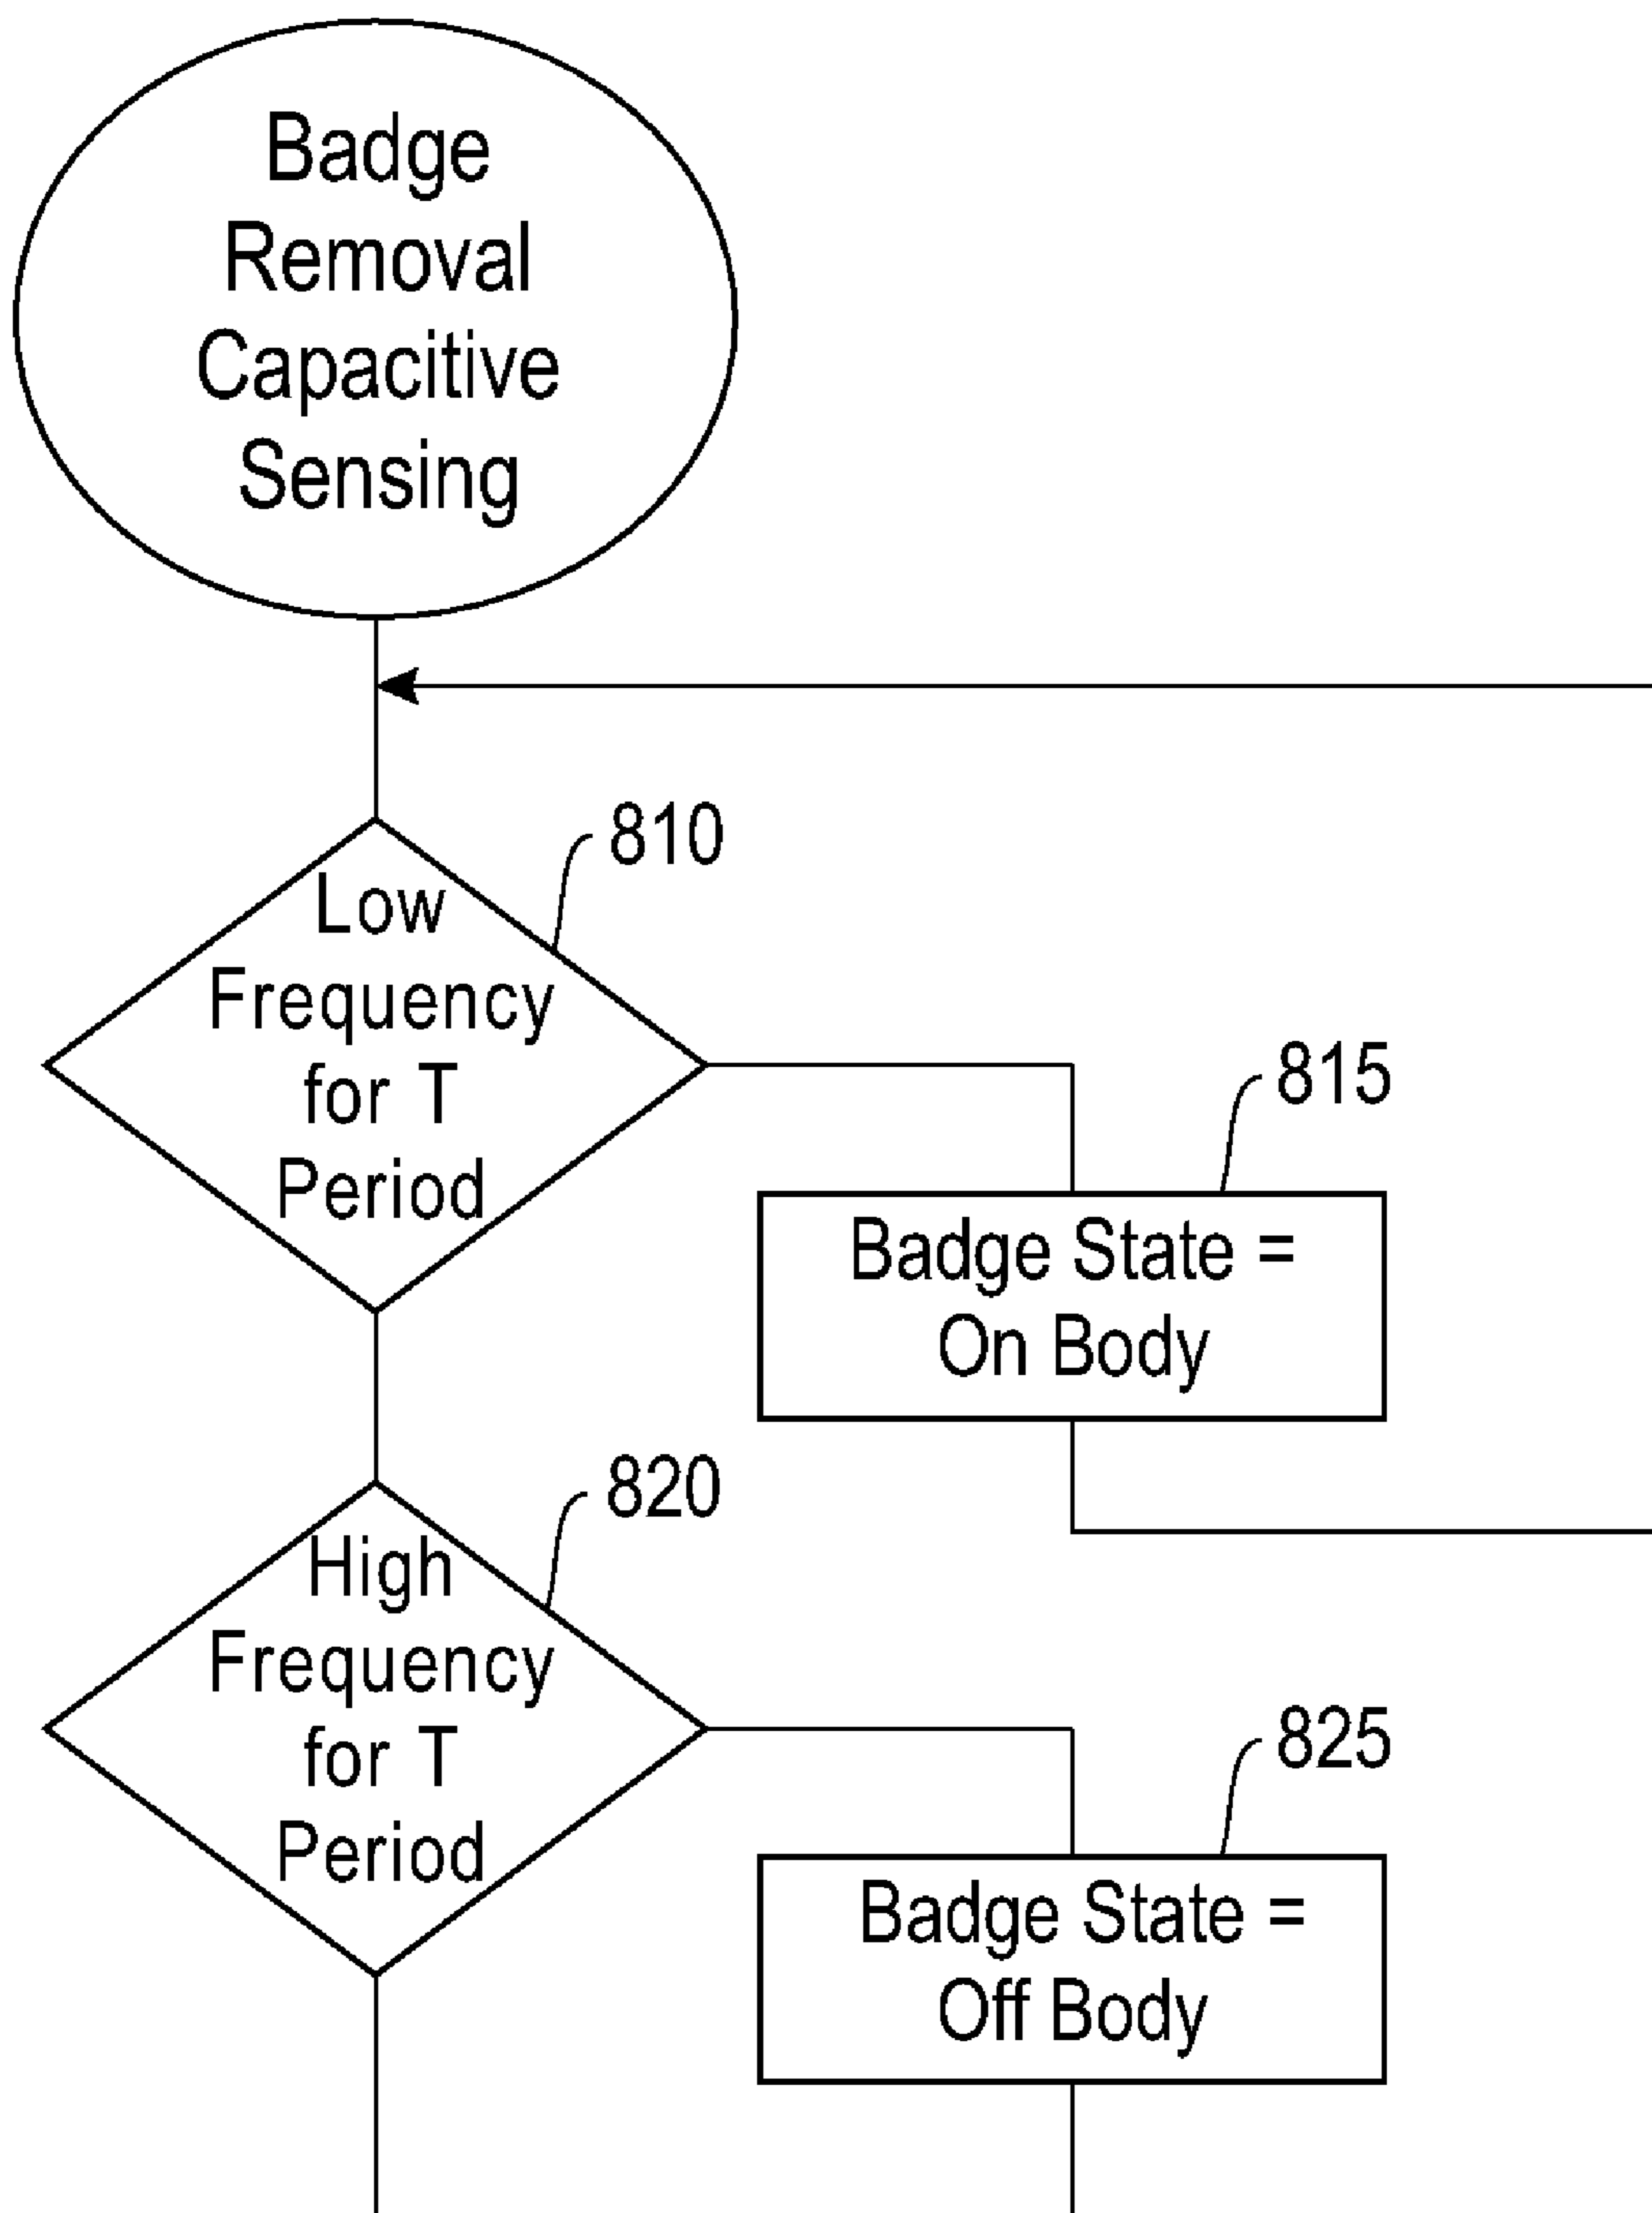 Badge
Removal
Capacitive
Sensing
810
Low
Frequency
for T
Period
815
Badge State =
On Body
820
High
Frequency
for T
Period
825
Badge State =
Off Body